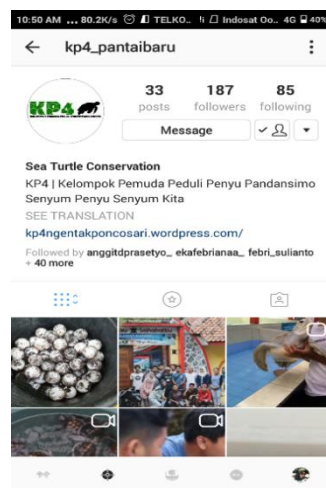 10:50 AM ... 80.2K/s TELKO.. Indosat Oo.. 4G 40%
kp4_pantaibaru
33 187 85
posts followers following
KP4
Message
Sea Turtle Conservation
KP4 | Kelompok Pemuda Peduli Penyu Pandansimo
Senyum Penyu Senyum Kita
SEE TRANSLATION
kp4ngentakponcosari.wordpress.com/
Followed by anggitdprasetyo_ ekafebrianaa_ febri_sulianto
+ 40 more